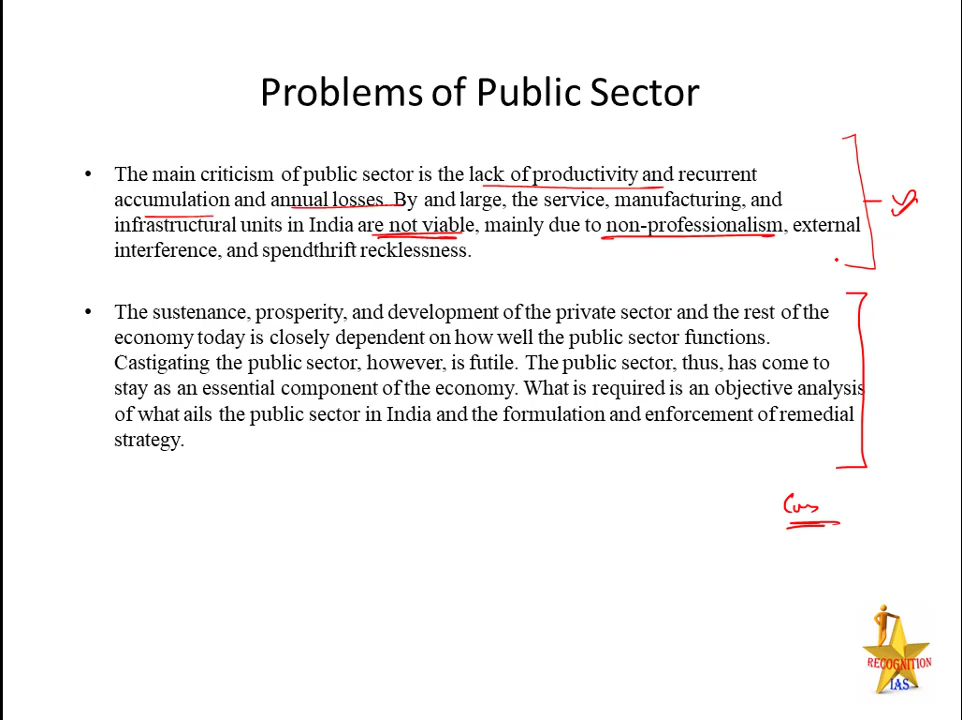 Problems of Public Sector
• The main criticism of public sector is the lack of productivity and recurrent
accumulation and annual losses. By and large, the service, manufacturing, and
infrastructural units in India are not viable, mainly due to non-professionalism, external
interference, and spendthrift recklessness.
• The sustenance, prosperity, and development of the private sector and the rest of the
economy today is closely dependent on how well the public sector functions.
Castigating the public sector, however, is futile. The public sector, thus, has come to
stay as an essential component of the economy. What is required is an objective analysis
of what ails the public sector in India and the formulation and enforcement of remedial
strategy.
RECOGNITION
IAS